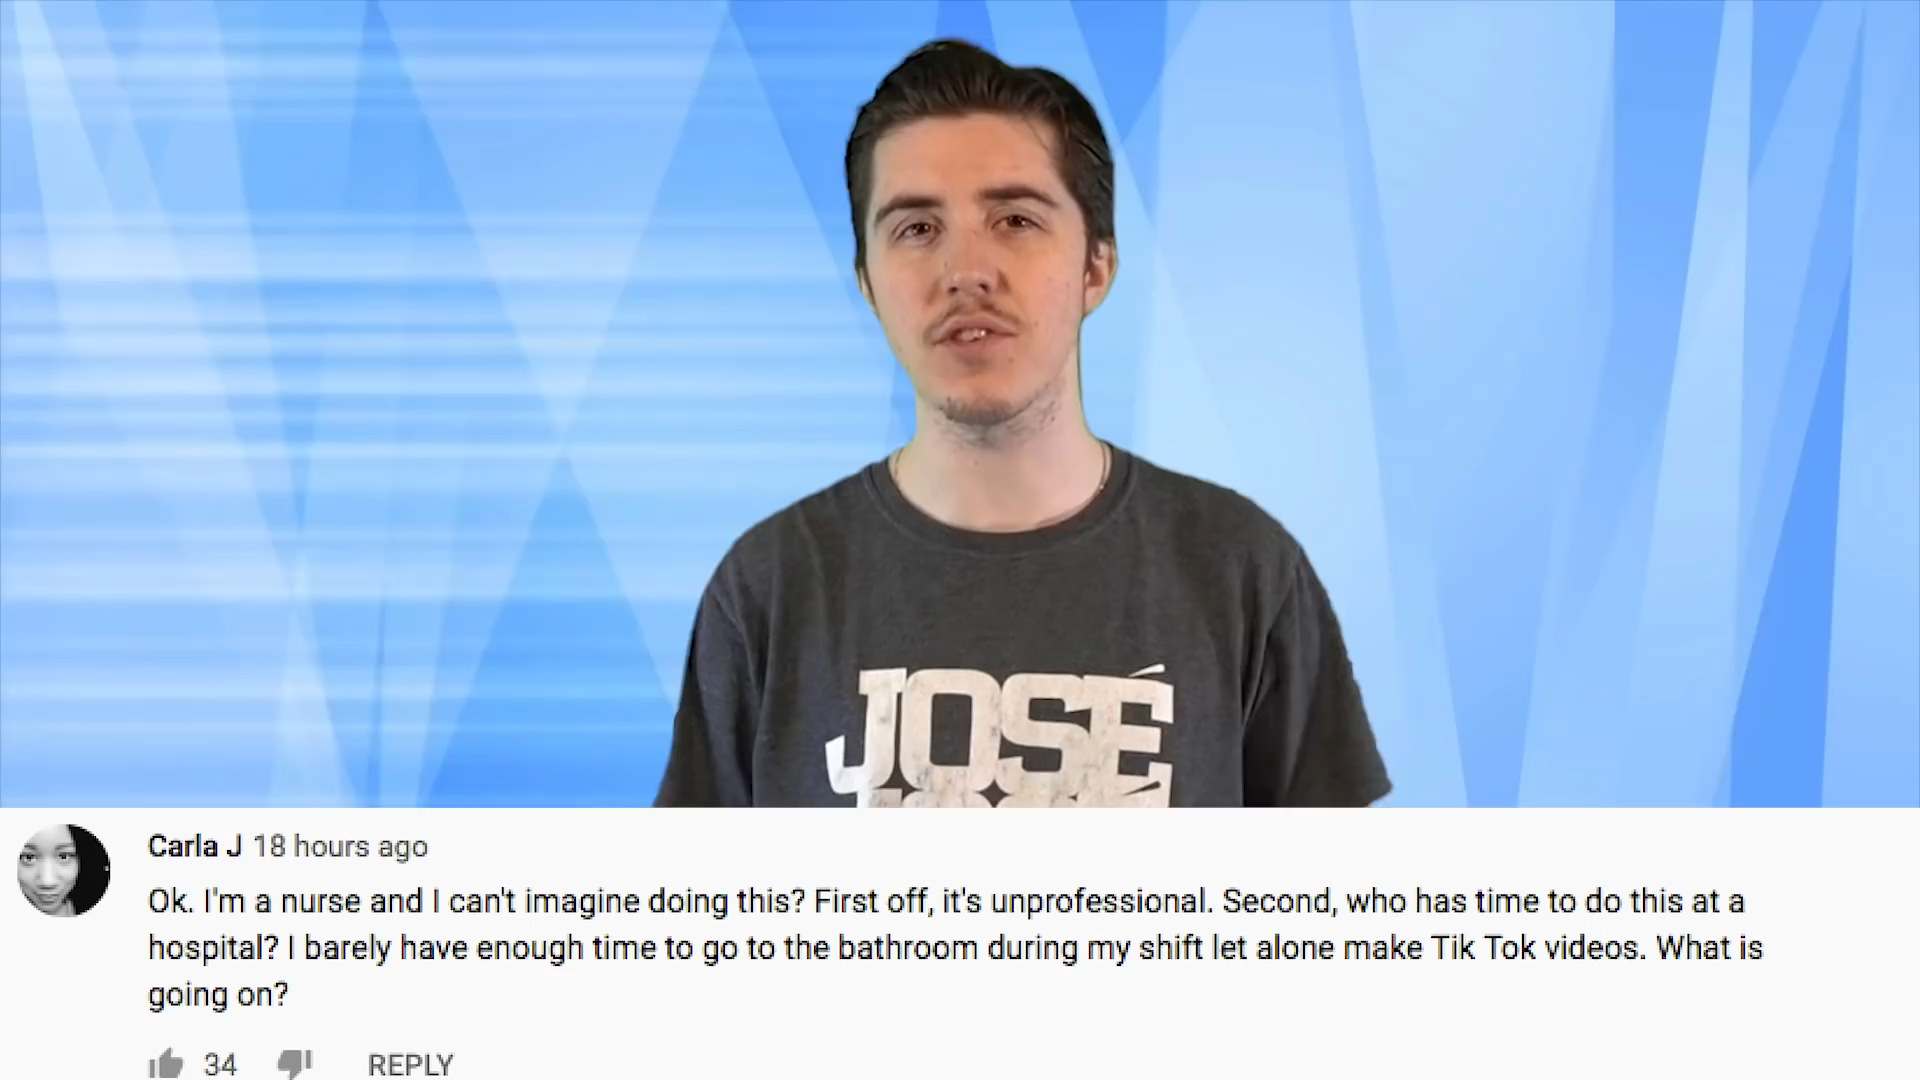 JOSÉ
Carla J 18 hours ago
Ok. I'm a nurse and I can't imagine doing this? First off, it's unprofessional. Second, who has time to do this at a
hospital? I barely have enough time to go to the bathroom during my shift let alone make Tik Tok videos. What is
going on?
34 REPLY